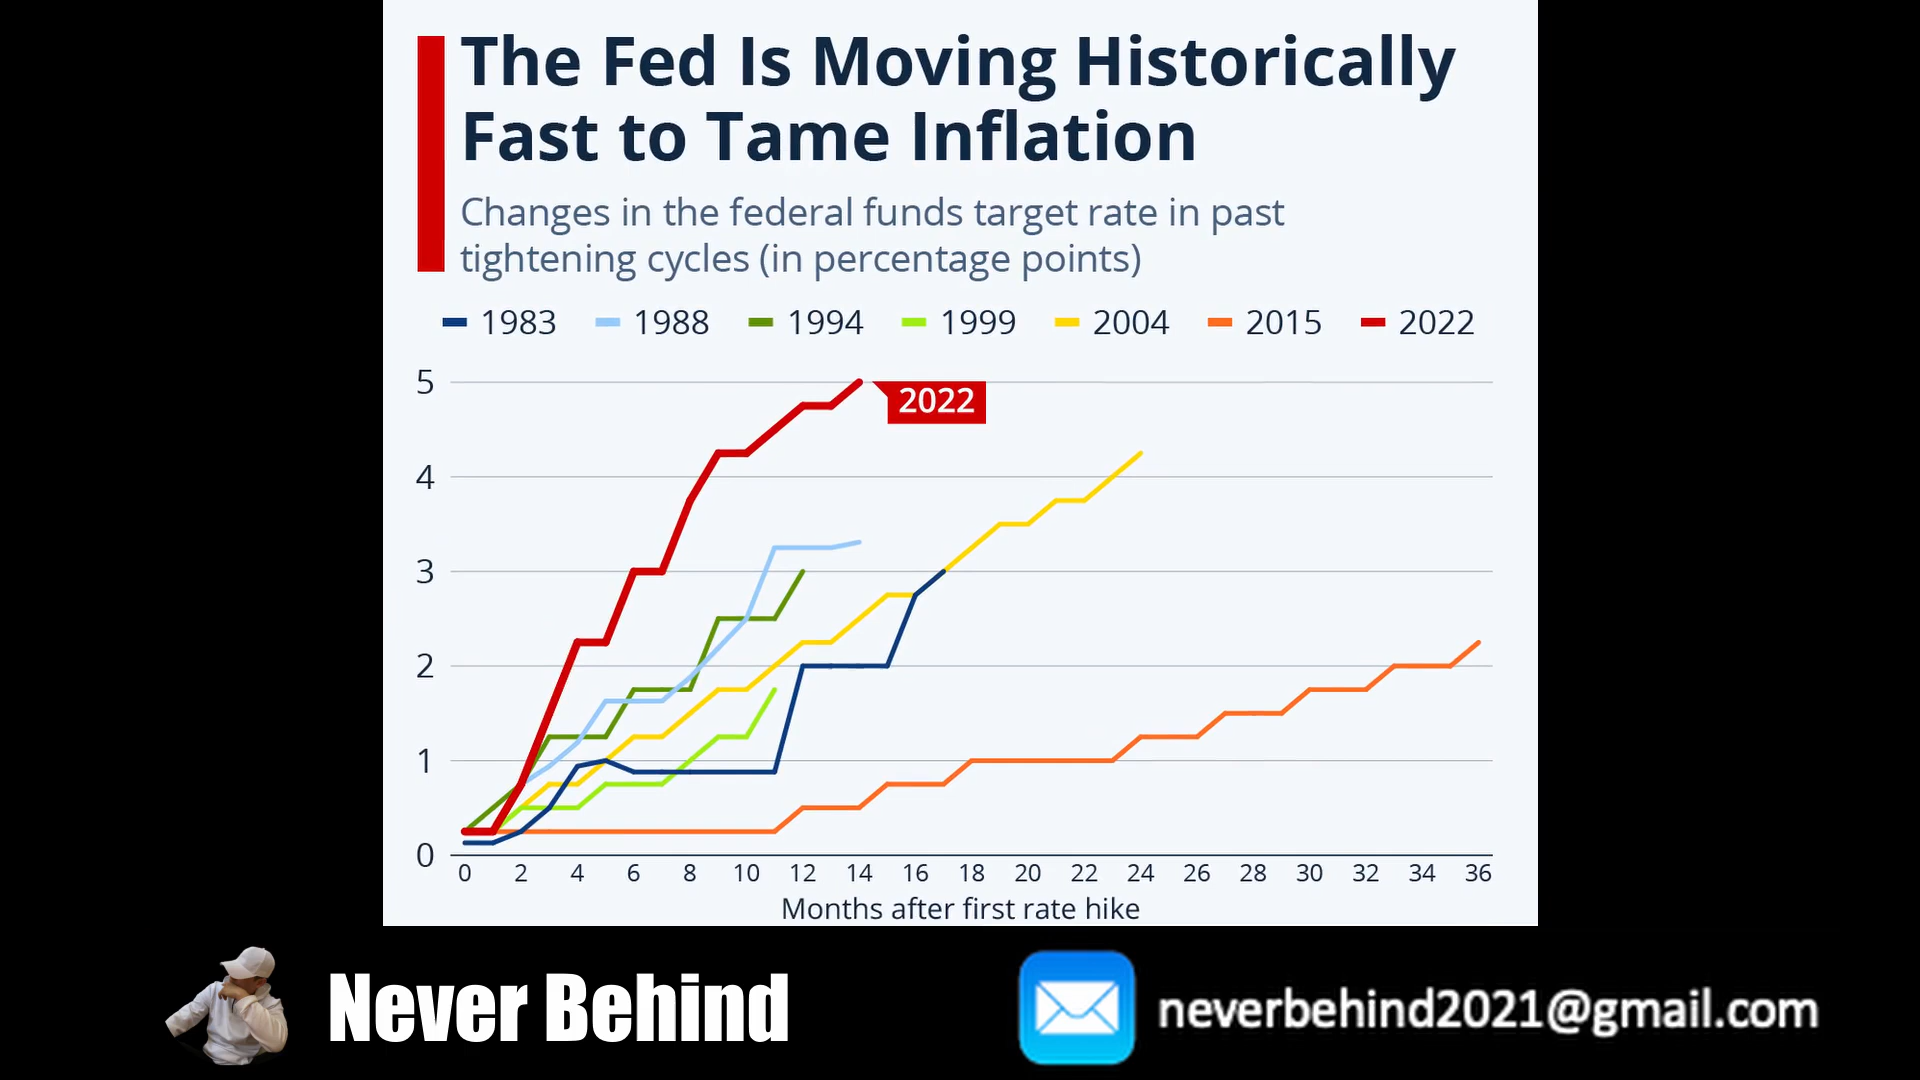 The Fed Is Moving Historically
Fast to Tame Inflation
Changes in the federal funds target rate in past
tightening cycles (in percentage points)
1983 1988 1994 1999 2004 2015 2022
5
2022
4
3
2
1
0
0 2 4 6 8 10 12 14 16 18 20 22 24 26 28 30 32 34 36
Months after first rate hike
Never Behind
neverbehind2021@gmail.com